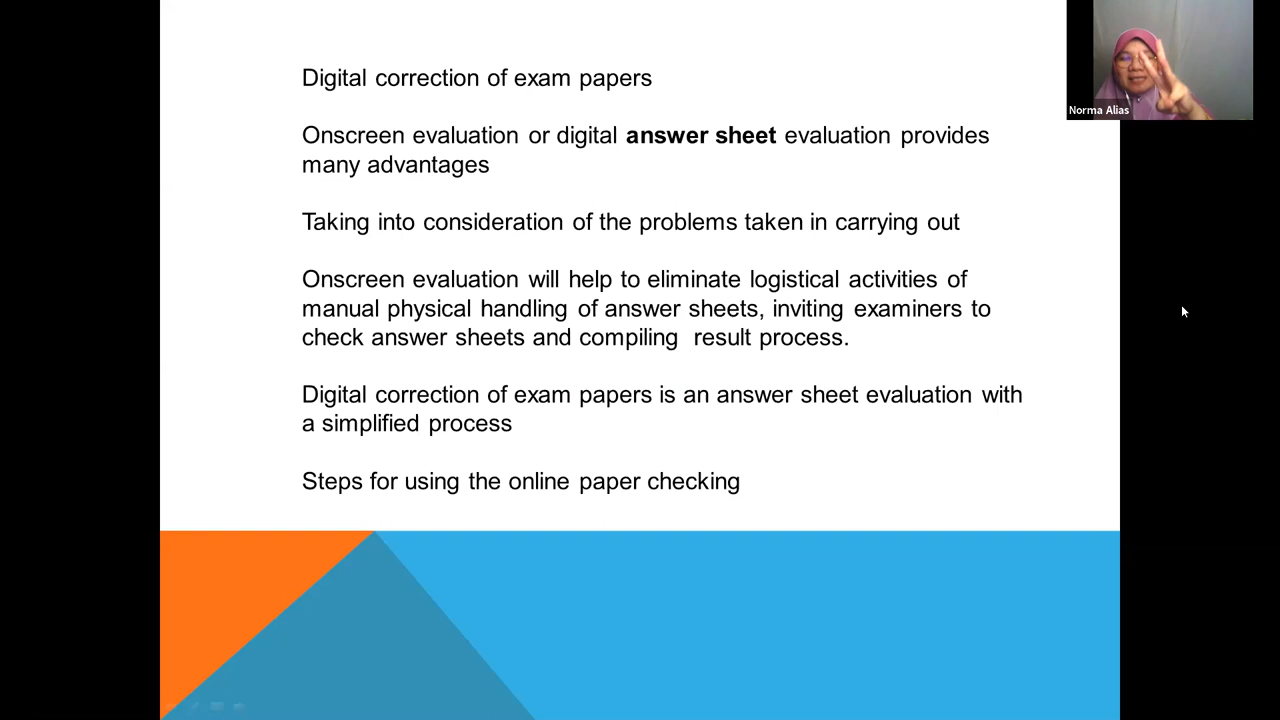 Digital correction of exam papers
Onscreen evaluation or digital answer sheet evaluation provides
many advantages
Taking into consideration of the problems taken in carrying out
Onscreen evaluation will help to eliminate logistical activities of
manual physical handling of answer sheets, inviting examiners to
check answer sheets and compiling  result process.
Digital correction of exam papers is an answer sheet evaluation with
a simplified process
Steps for using the online paper checking
Norma Alias